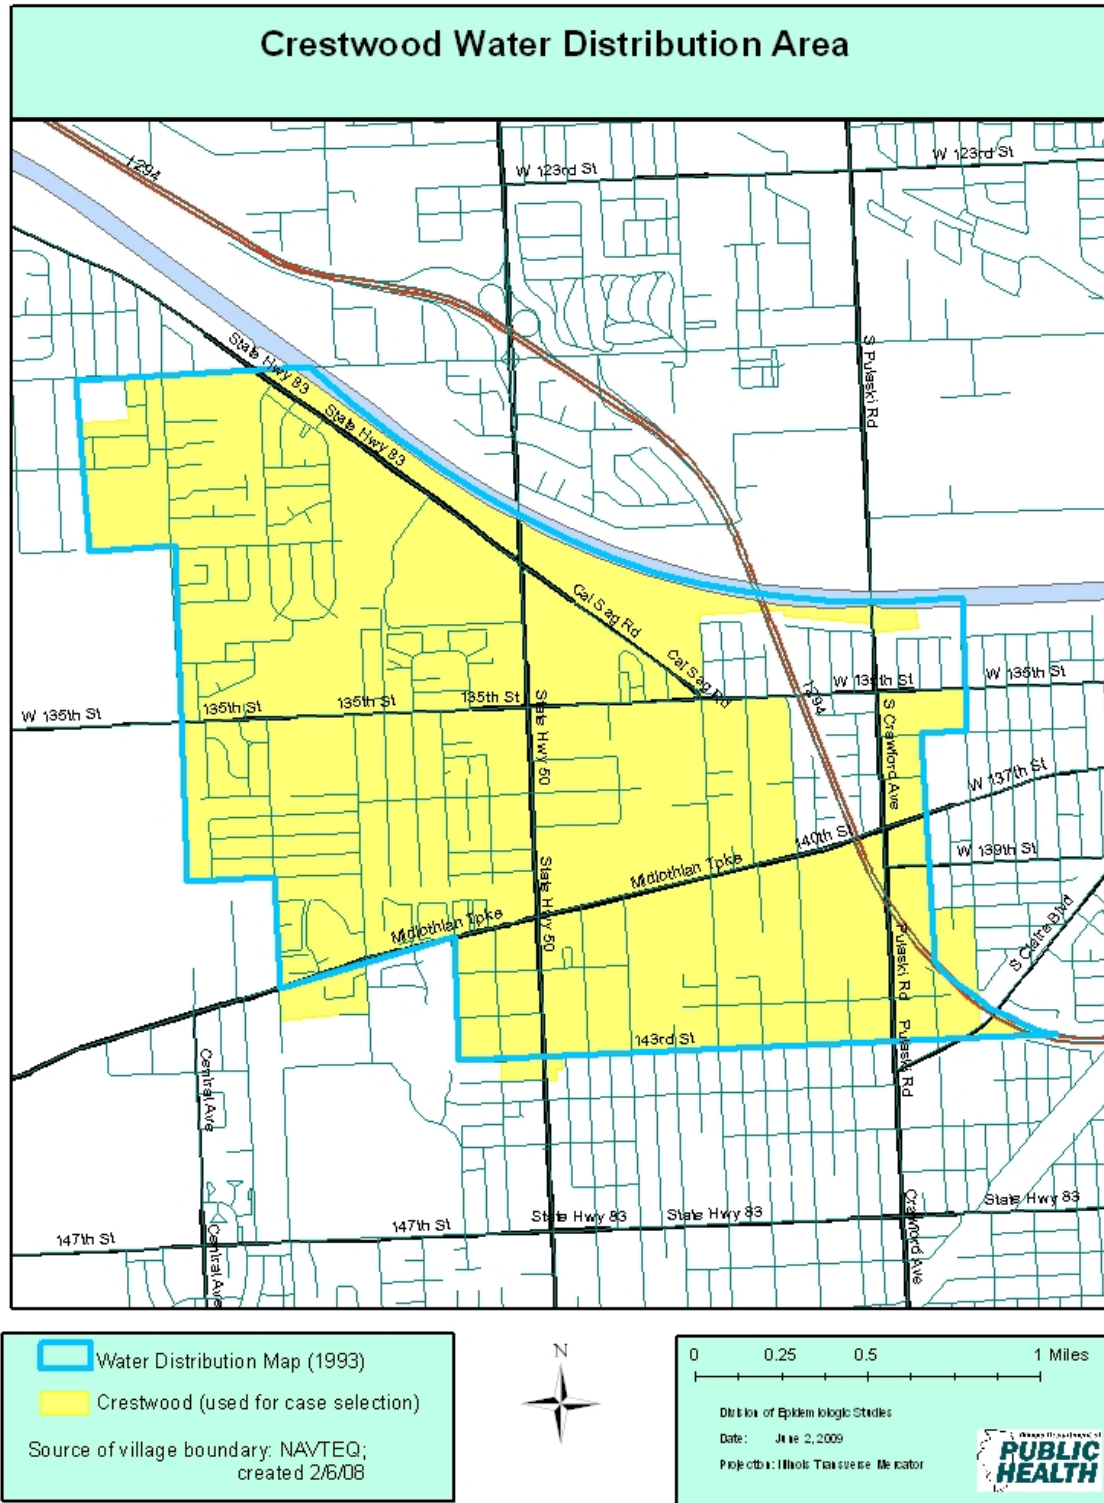 Crestwood Water Distribution Area
I 294
W 123rd St
W 123rd St
State Hwy 83
State Hwy 83
S Pulaski Rd
Cal Sag Rd
Cal Sag Rd
W 135th St
135th St
135th St
135th St
W 135th St
W 135th St
I 294
State Hwy 50
S Crawford Ave
W 137th St
140th St
W 139th St
Midlothian Tpke
Midlothian Tpke
State Hwy 50
S Claire Blvd
Pulaski Rd
143rd St
Pulaski Rd
Central Ave
State Hwy 83
State Hwy 83
State Hwy 83
147th St
147th St
Central Ave
Crawford Ave
Water Distribution Map (1993)
Crestwood (used for case selection)
Source of village boundary: NAVTEQ;
created 2/6/08
N
0 0.25 0.5 1 Miles
Division of Epidemiologic Studies
Date: June 2, 2009
Projection: Illinois Transverse Mercator
Illinois Department of
PUBLIC
HEALTH